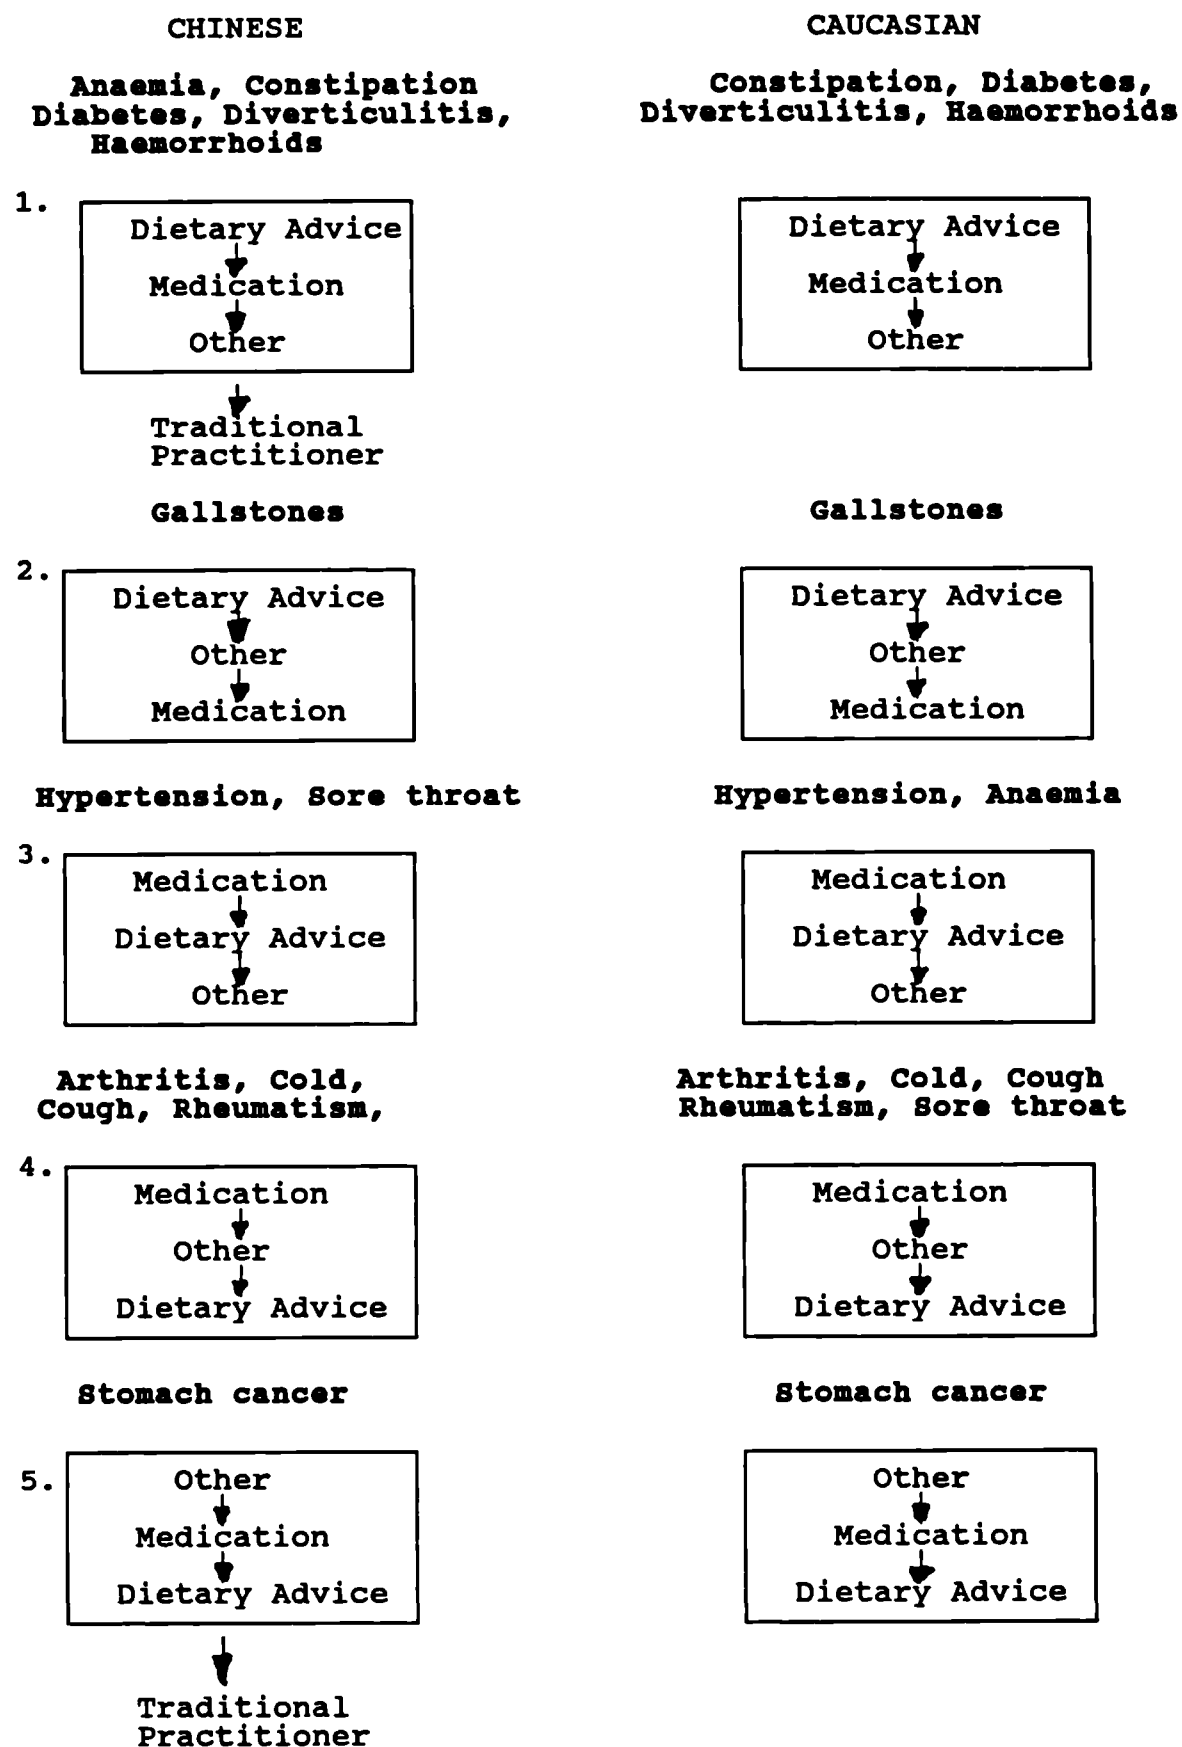 CHINESE
Anaemia, Constipation
Diabetes, Diverticulitis,
Haemorrhoids
1.
Dietary Advice
Medication
Other
Traditional
Practitioner
Gallstones
2.
Dietary Advice
Other
Medication
Hypertension, Sore throat
3.
Medication
Dietary Advice
Other
Arthritis, Cold,
Cough, Rheumatism,
4.
Medication
Other
Dietary Advice
Stomach cancer
5.
Other
Medication
Dietary Advice
Traditional
Practitioner
CAUCASIAN
Constipation, Diabetes,
Diverticulitis, Haemorrhoids
Dietary Advice
Medication
Other
Gallstones
Dietary Advice
Other
Medication
Hypertension, Anaemia
Medication
Dietary Advice
Other
Arthritis, Cold, Cough
Rheumatism, Sore throat
Medication
Other
Dietary Advice
Stomach cancer
Other
Medication
Dietary Advice